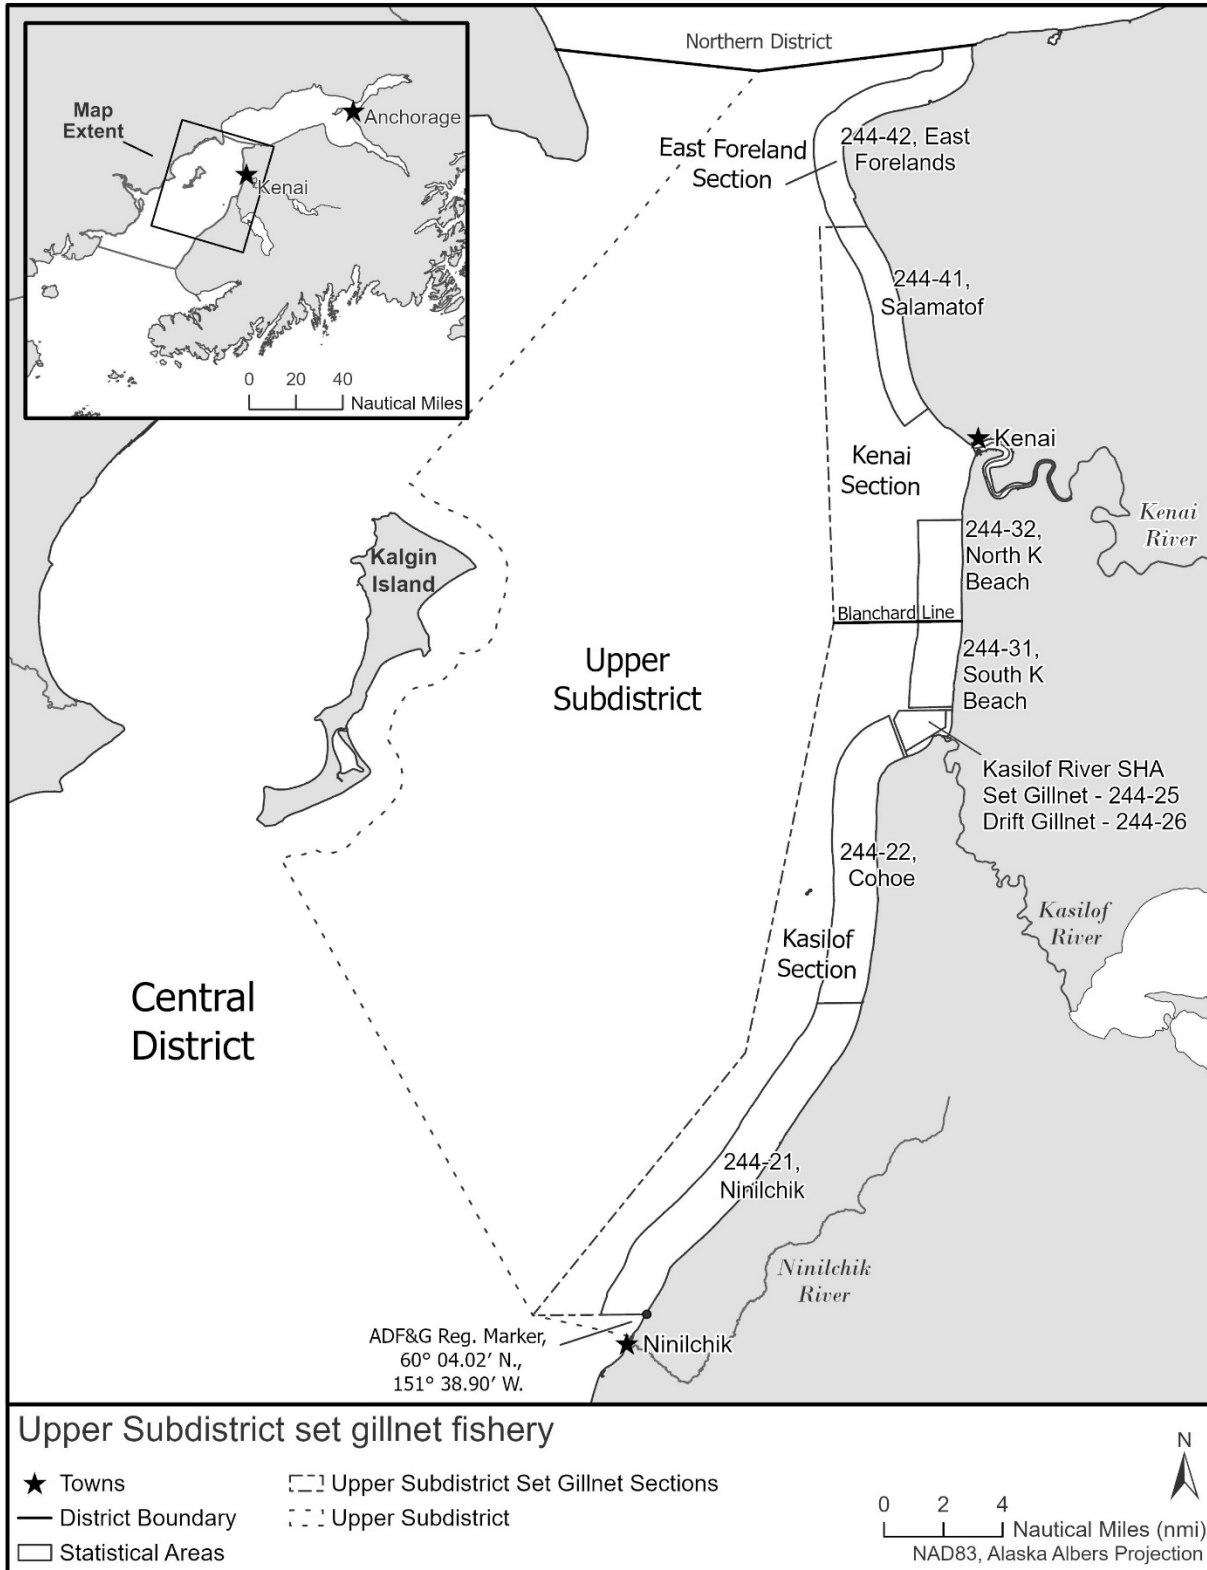 Northern District
Map
Extent
Anchorage
Kenai
0 20 40
Nautical Miles
East Foreland
Section
244-42, East
Forelands
244-41,
Salamatof
Kenai
Kenai
Section
Kenai
River
244-32,
North K
Beach
Kalgin
Island
Blanchard Line
Upper
Subdistrict
244-31,
South K
Beach
Kasilof River SHA
Set Gillnet - 244-25
Drift Gillnet - 244-26
244-22,
Cohoe
Kasilof
River
Kasilof
Section
Central
District
244-21,
Ninilchik
Ninilchik
River
ADF&G Reg. Marker,
60° 04.02' N.,
151° 38.90' W.
Ninilchik
Upper Subdistrict set gillnet fishery
Towns
District Boundary
Statistical Areas
Upper Subdistrict Set Gillnet Sections
Upper Subdistrict
N
0 2 4
Nautical Miles (nmi)
NAD83, Alaska Albers Projection